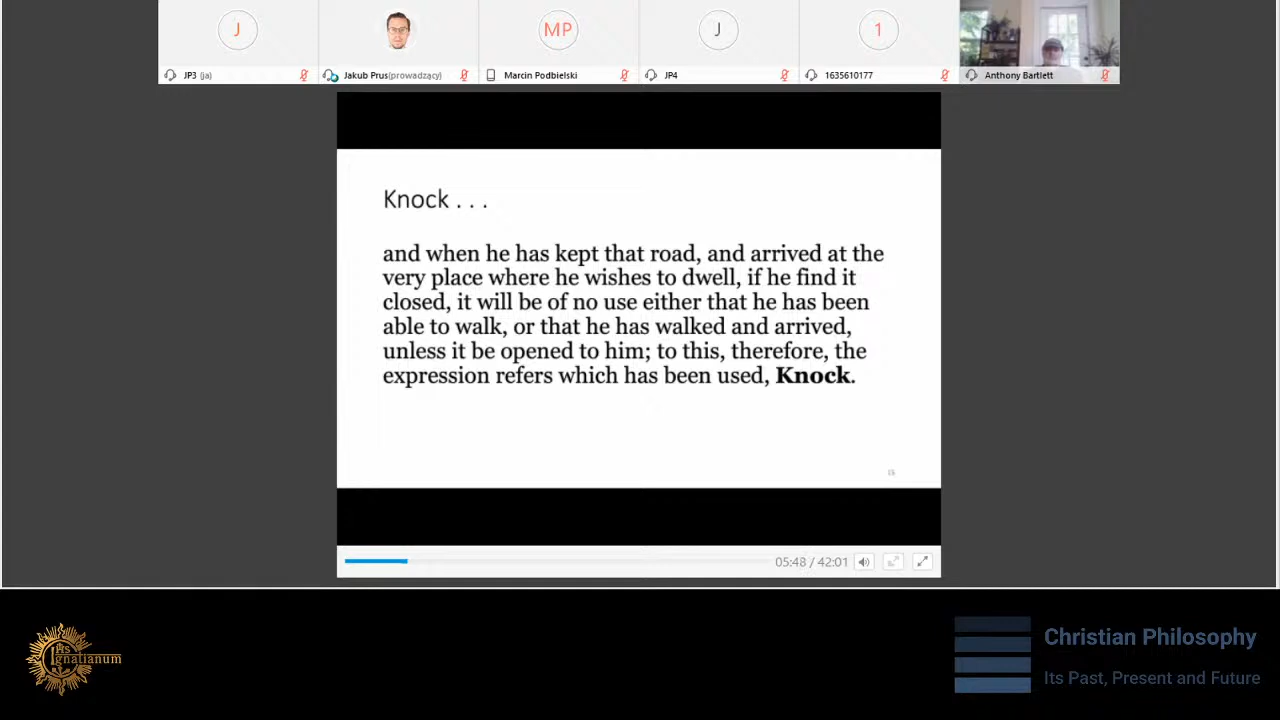 J
MP
J
1
JP3 (ja)
Jakub Prus(prowadzący)
Marcin Podbielski
JP4
1635610177
Anthony Bartlett
Knock . . .
and when he has kept that road, and arrived at the
very place where he wishes to dwell, if he find it
closed, it will be of no use either that he has been
able to walk, or that he has walked and arrived,
unless it be opened to him; to this, therefore, the
expression refers which has been used, Knock.
05:48 / 42:01
Ignatianum
Christian Philosophy
Its Past, Present and Future